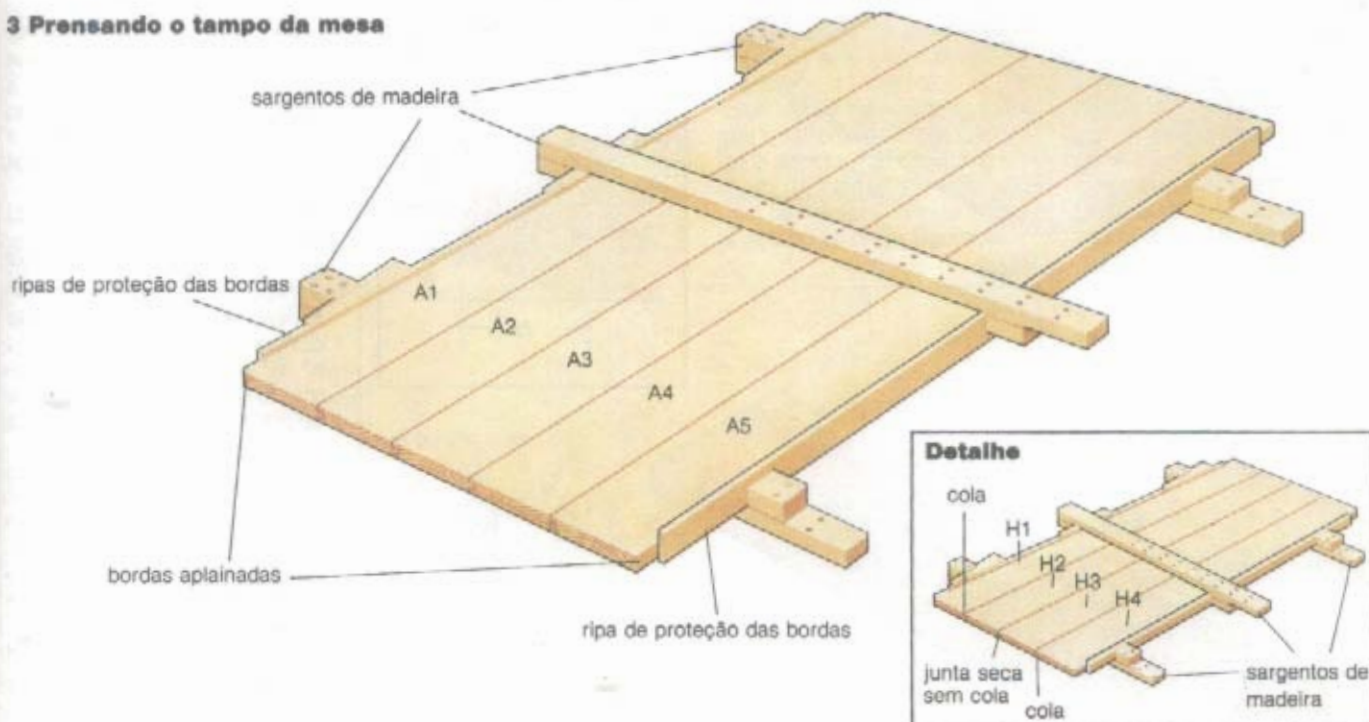 3 Prensando o tampo da mesa
sargentos de madeira
ripas de proteção das bordas
A1
A2
A3
A4
A5
bordas aplainadas
ripa de proteção das bordas
Detalhe
cola
H1
H2
H3
H4
junta seca
sem cola
cola
sargentos de
madeira